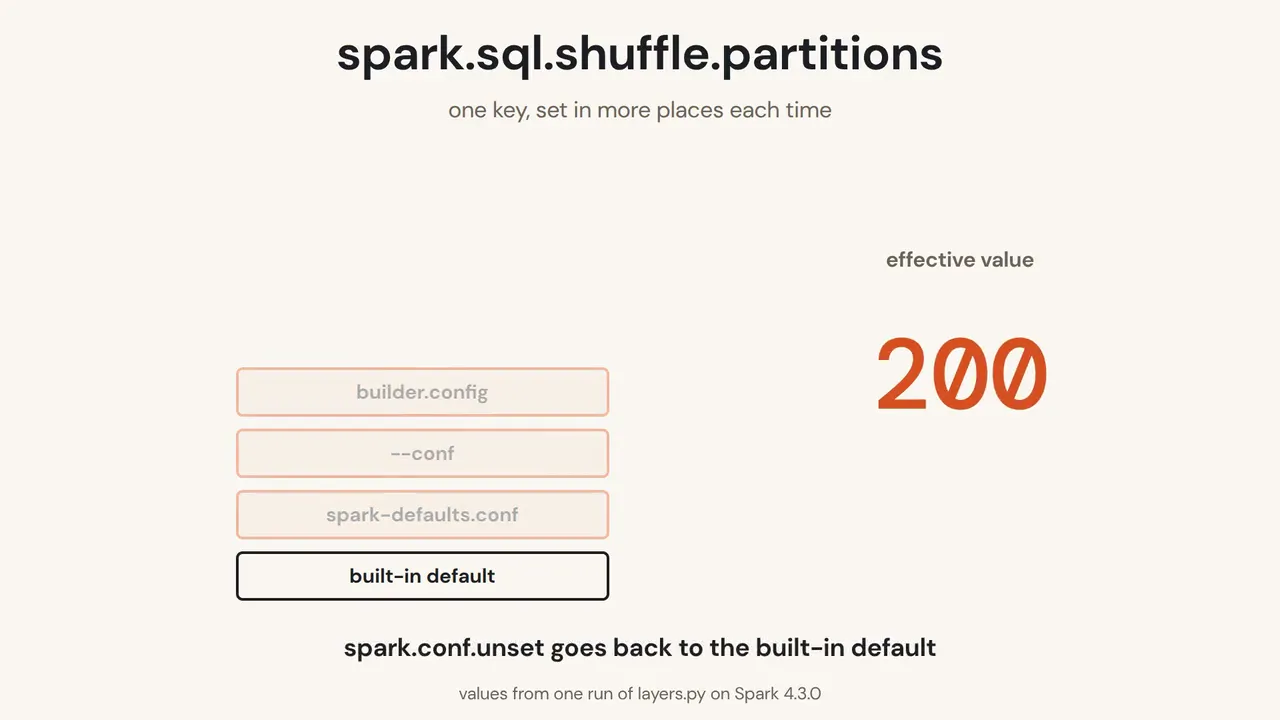 spark.sql.shuffle.partitions
one key, set in more places each time
effective value
200
builder.config
--conf
spark-defaults.conf
built-in default
spark.conf.unset goes back to the built-in default
values from one run of layers.py on Spark 4.3.0